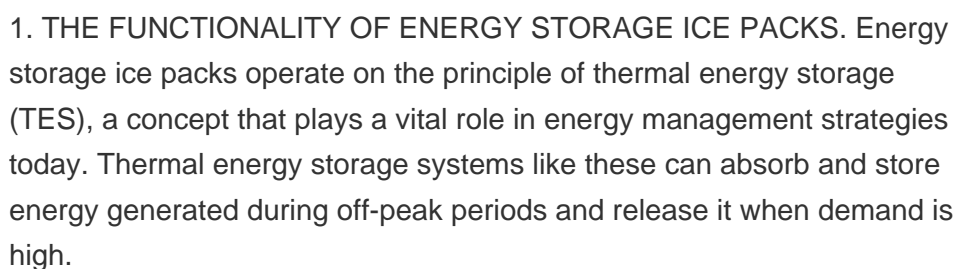 1. THE FUNCTIONALITY OF ENERGY STORAGE ICE PACKS. Energy
storage ice packs operate on the principle of thermal energy storage
(TES), a concept that plays a vital role in energy management strategies
today. Thermal energy storage systems like these can absorb and store
energy generated during off-peak periods and release it when demand is
high.